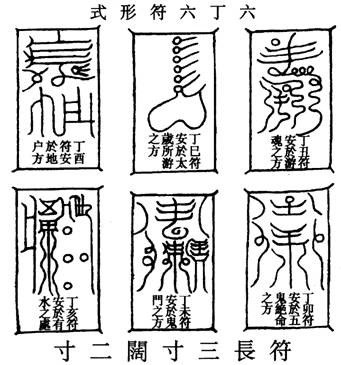 六丁六符形式
丁丑符
安於游
魂之方
丁巳符
安於太
歲所游
之方
丁酉
符安
於地
户方
丁卯符
安於五
鬼絕命
之方
丁未符
安於鬼
門之方
丁亥符
安於有
水之處
符長三寸闊二寸